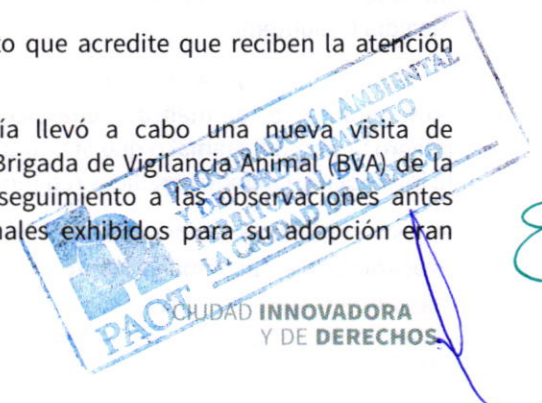 to que acredite que reciben la atención
ía llevó a cabo una nueva visita de
Brigada de Vigilancia Animal (BVA) de la
seguimiento a las observaciones antes
nales exhibidos para su adopción eran
PROCURADURÍA AMBIENTAL
Y DEL ORDENAMIENTO
TERRITORIAL DE
LA CIUDAD DE MÉXICO
PAOT
CIUDAD INNOVADORA
Y DE DERECHOS